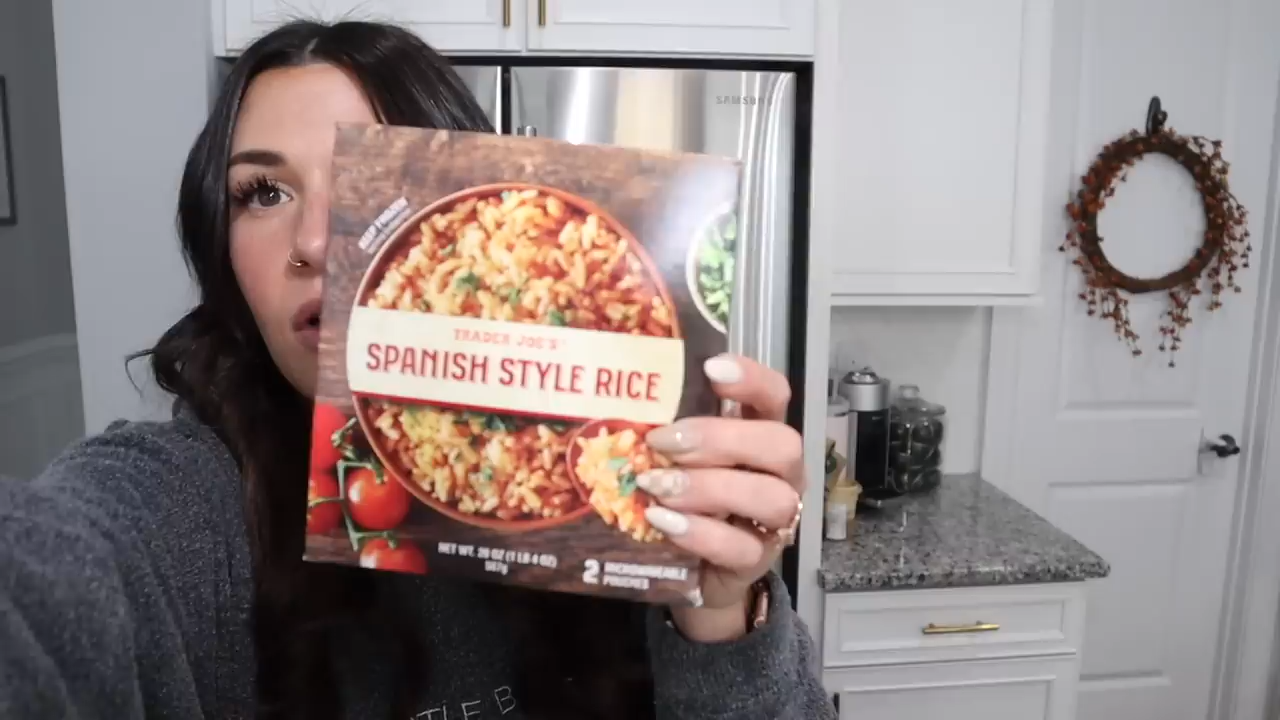 SAMSUNG
KEEP FROZEN
TRADER JOE'S
SPANISH STYLE RICE
NET WT. 20 OZ (1 LB 4 OZ)
567g
2 MICROWAVEABLE
POUCHES
TLE B